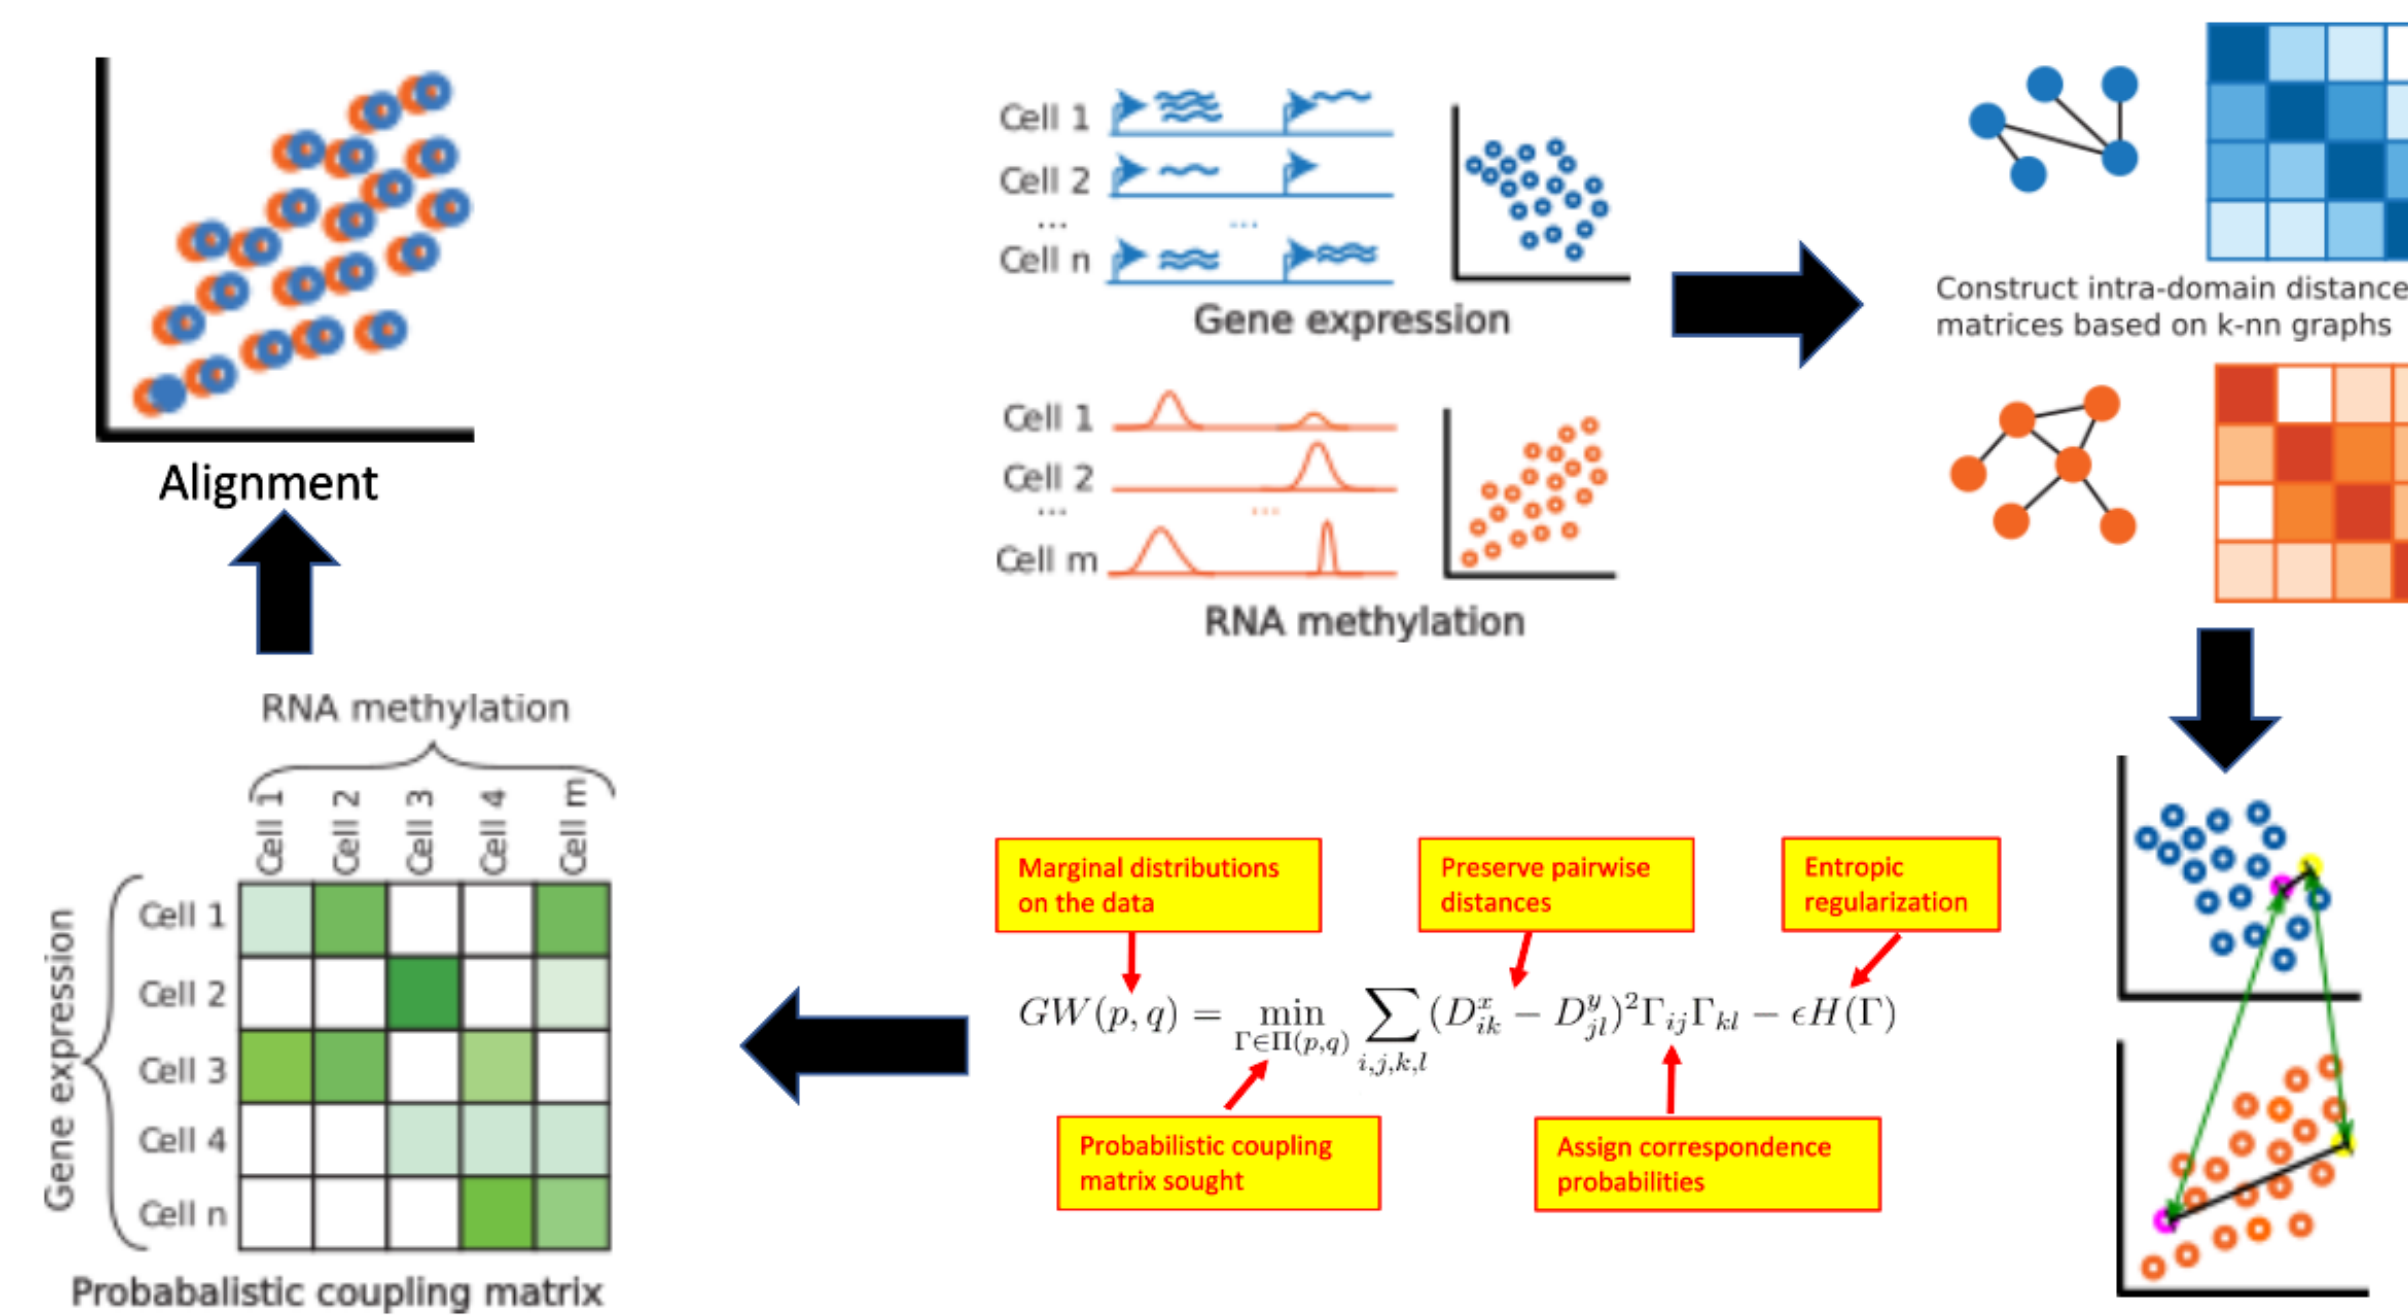 Cell 1
Cell 2
...
...
Cell n
Gene expression
Cell 1
Cell 2
...
...
Cell m
RNA methylation
Construct intra-domain distance
matrices based on k-nn graphs
Marginal distributions
on the data
Preserve pairwise
distances
Entropic
regularization
GW(p, q) = min_{Γ∈Π(p,q)} ∑_{i,j,k,l} (D^x_{ik} − D^y_{jl})²Γ_{ij}Γ_{kl} − ϵH(Γ)
Probabilistic coupling
matrix sought
Assign correspondence
probabilities
RNA methylation
Cell 1
Cell 2
Cell 3
Cell 4
Cell m
Gene expression
Cell 1
Cell 2
Cell 3
Cell 4
Cell n
Probabalistic coupling matrix
Alignment